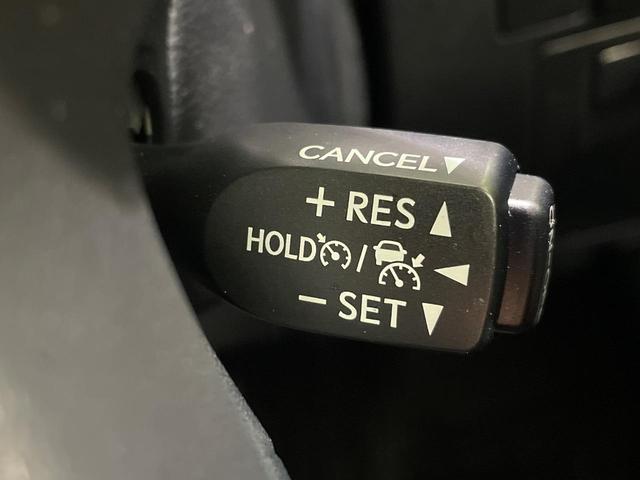 CANCEL▼
+ RES ▲
HOLD / ◀
− SET ▼